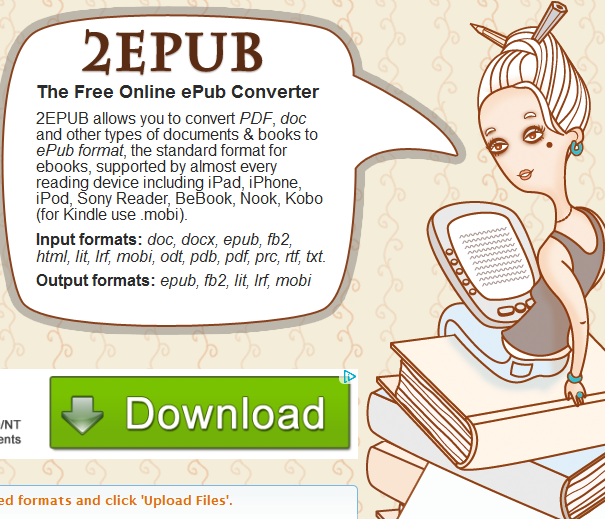 2EPUB
The Free Online ePub Converter
2EPUB allows you to convert PDF, doc
and other types of documents & books to
ePub format, the standard format for
ebooks, supported by almost every
reading device including iPad, iPhone,
iPod, Sony Reader, BeBook, Nook, Kobo
(for Kindle use .mobi).
Input formats: doc, docx, epub, fb2,
html, lit, lrf, mobi, odt, pdb, pdf, prc, rtf, txt.
Output formats: epub, fb2, lit, lrf, mobi
Download
/NT
ents
ed formats and click 'Upload Files'.